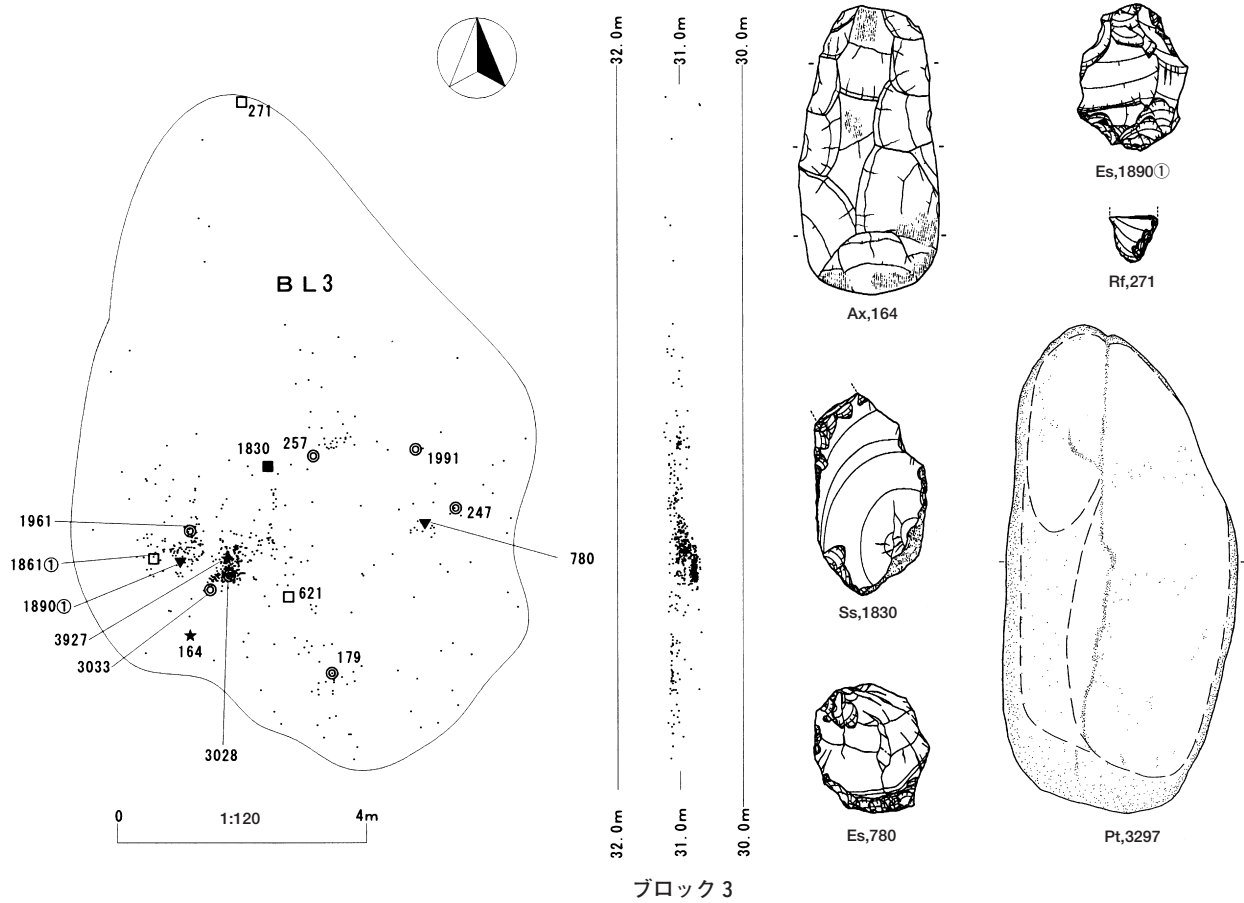 271
BL3
1830
257
1991
247
1961
1861①
1890①
3927
3033
164
621
179
780
3028
0
1:120
4m
32.0m
31.0m
30.0m
32.0m
31.0m
30.0m
Ax,164
Es,1890①
Rf,271
Ss,1830
Es,780
Pt,3297
ブロック 3